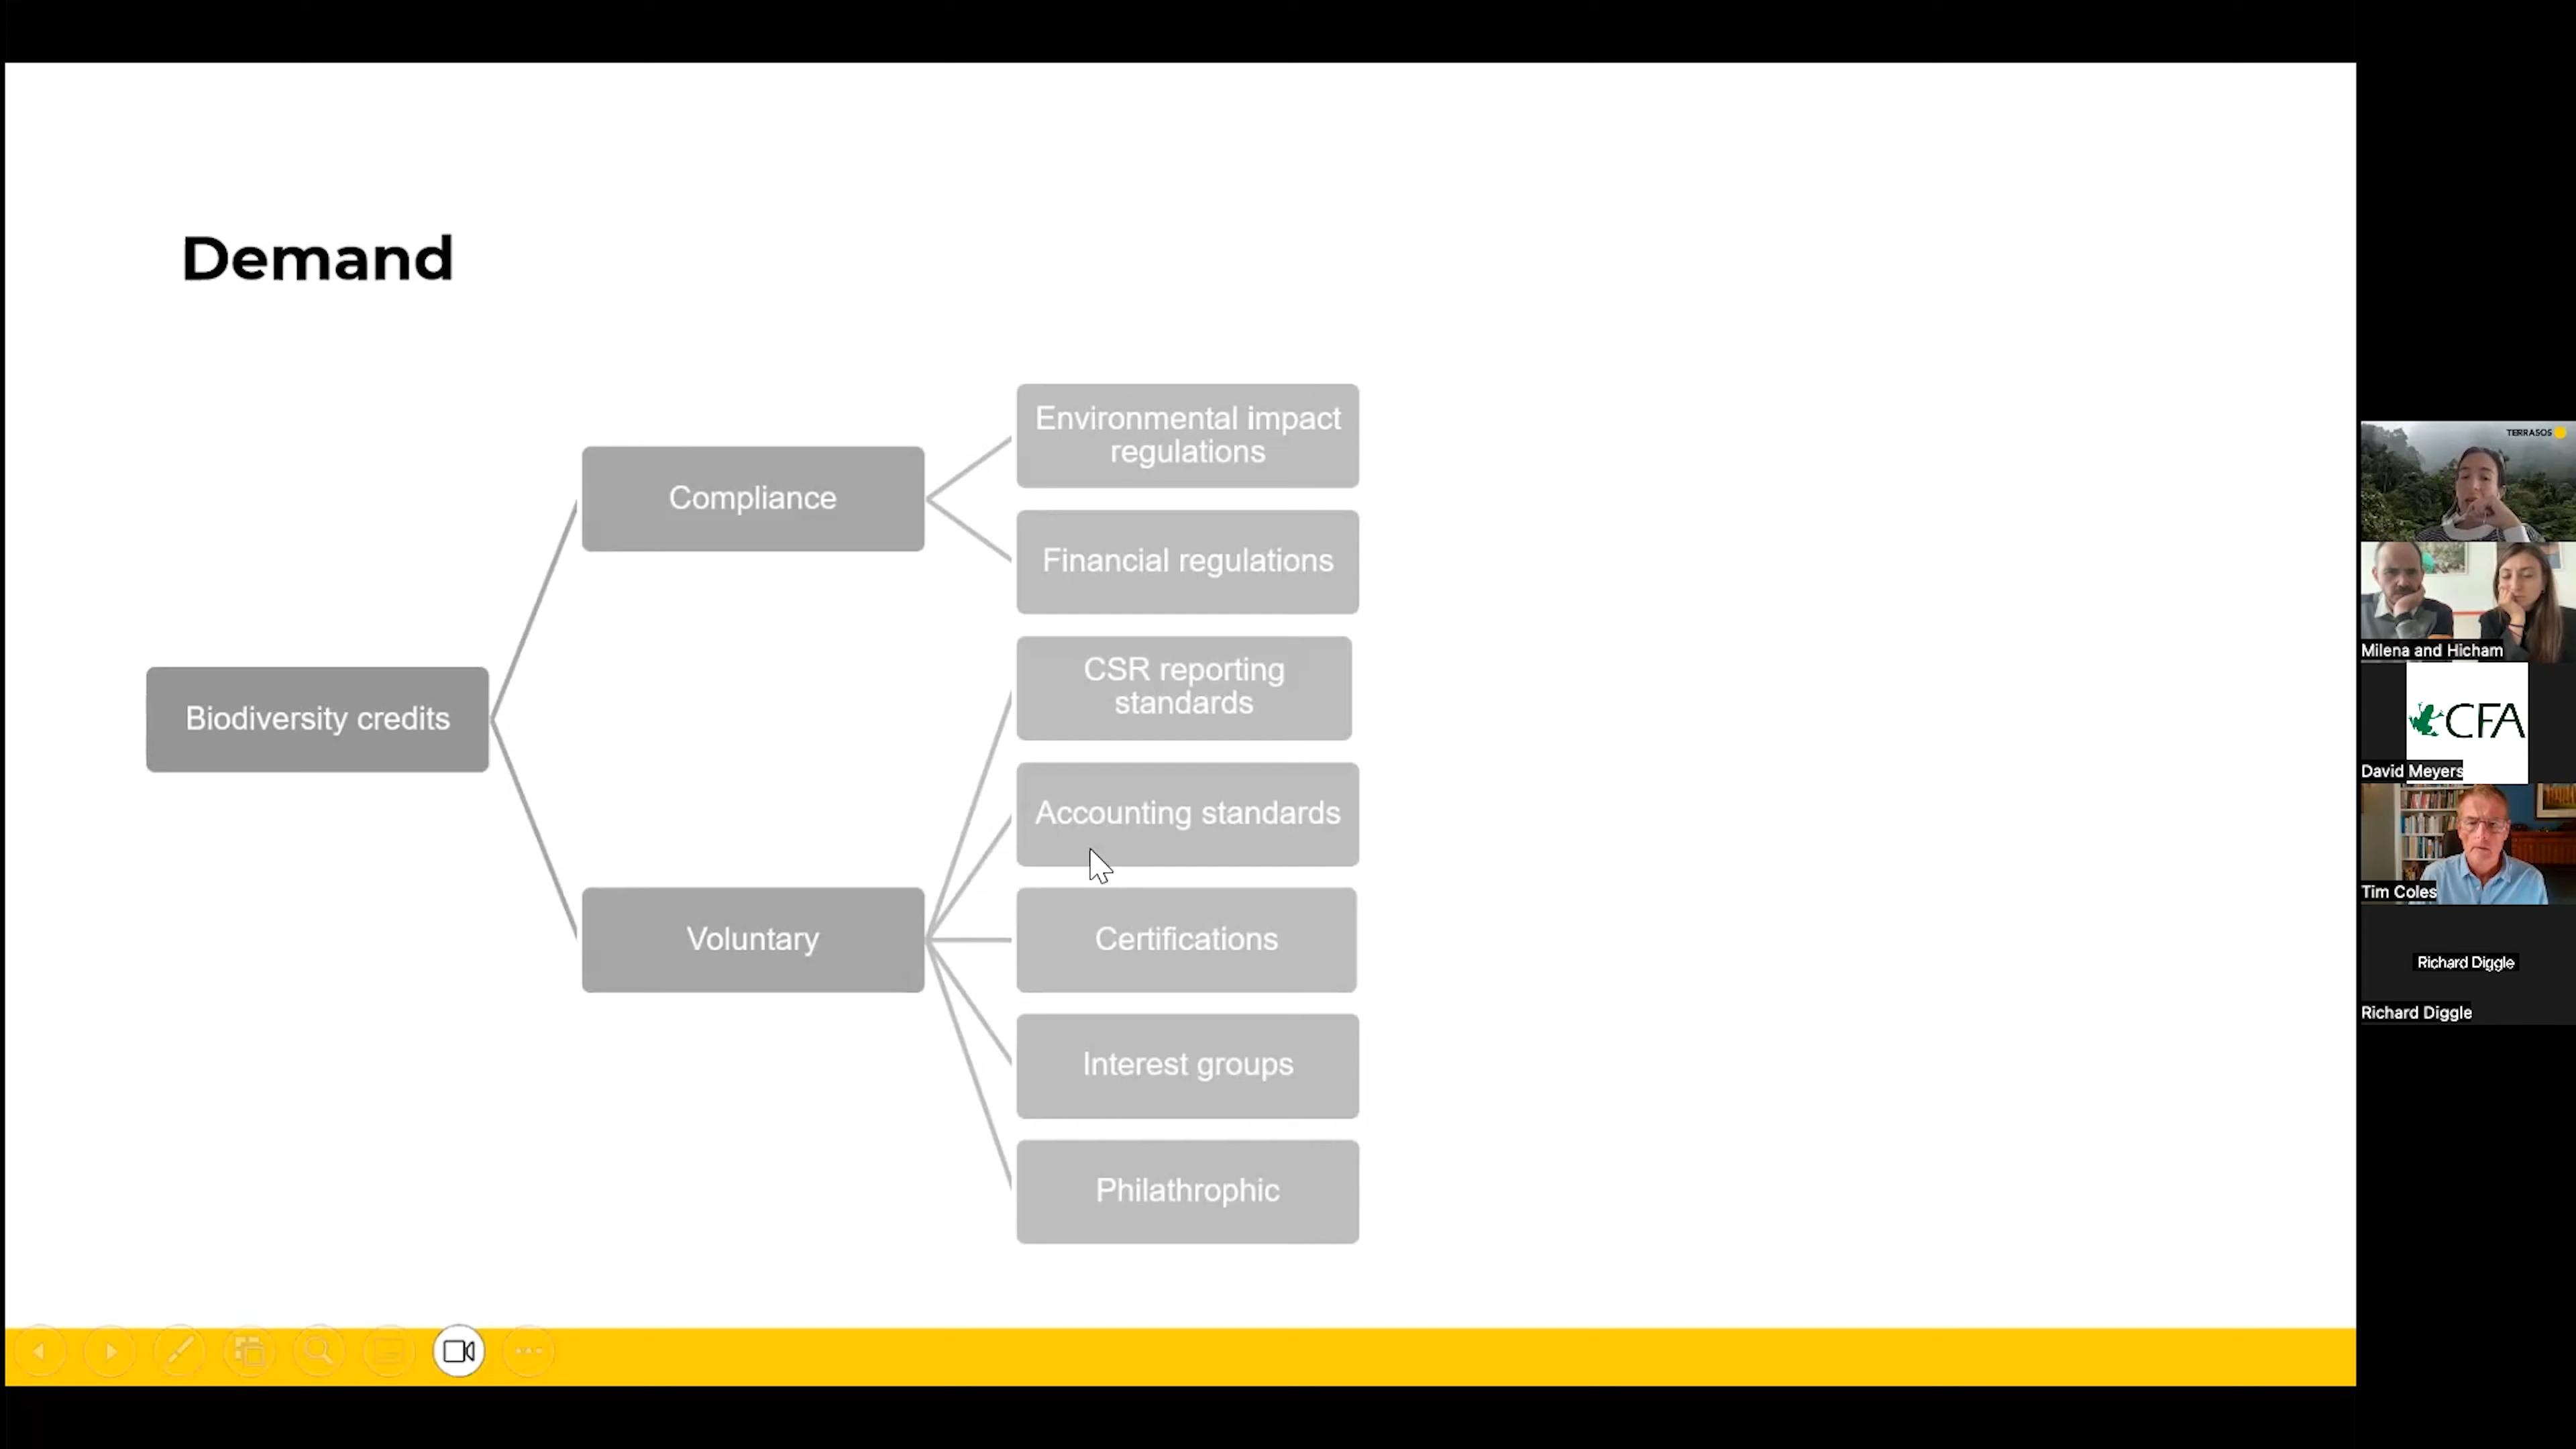 Demand
Biodiversity credits
Compliance
Environmental impact
regulations
Financial regulations
Voluntary
CSR reporting
standards
Accounting standards
Certifications
Interest groups
Philathrophic
TERRASOS
Milena and Hicham
CFA
David Meyers
Tim Coles
Richard Diggle
Richard Diggle